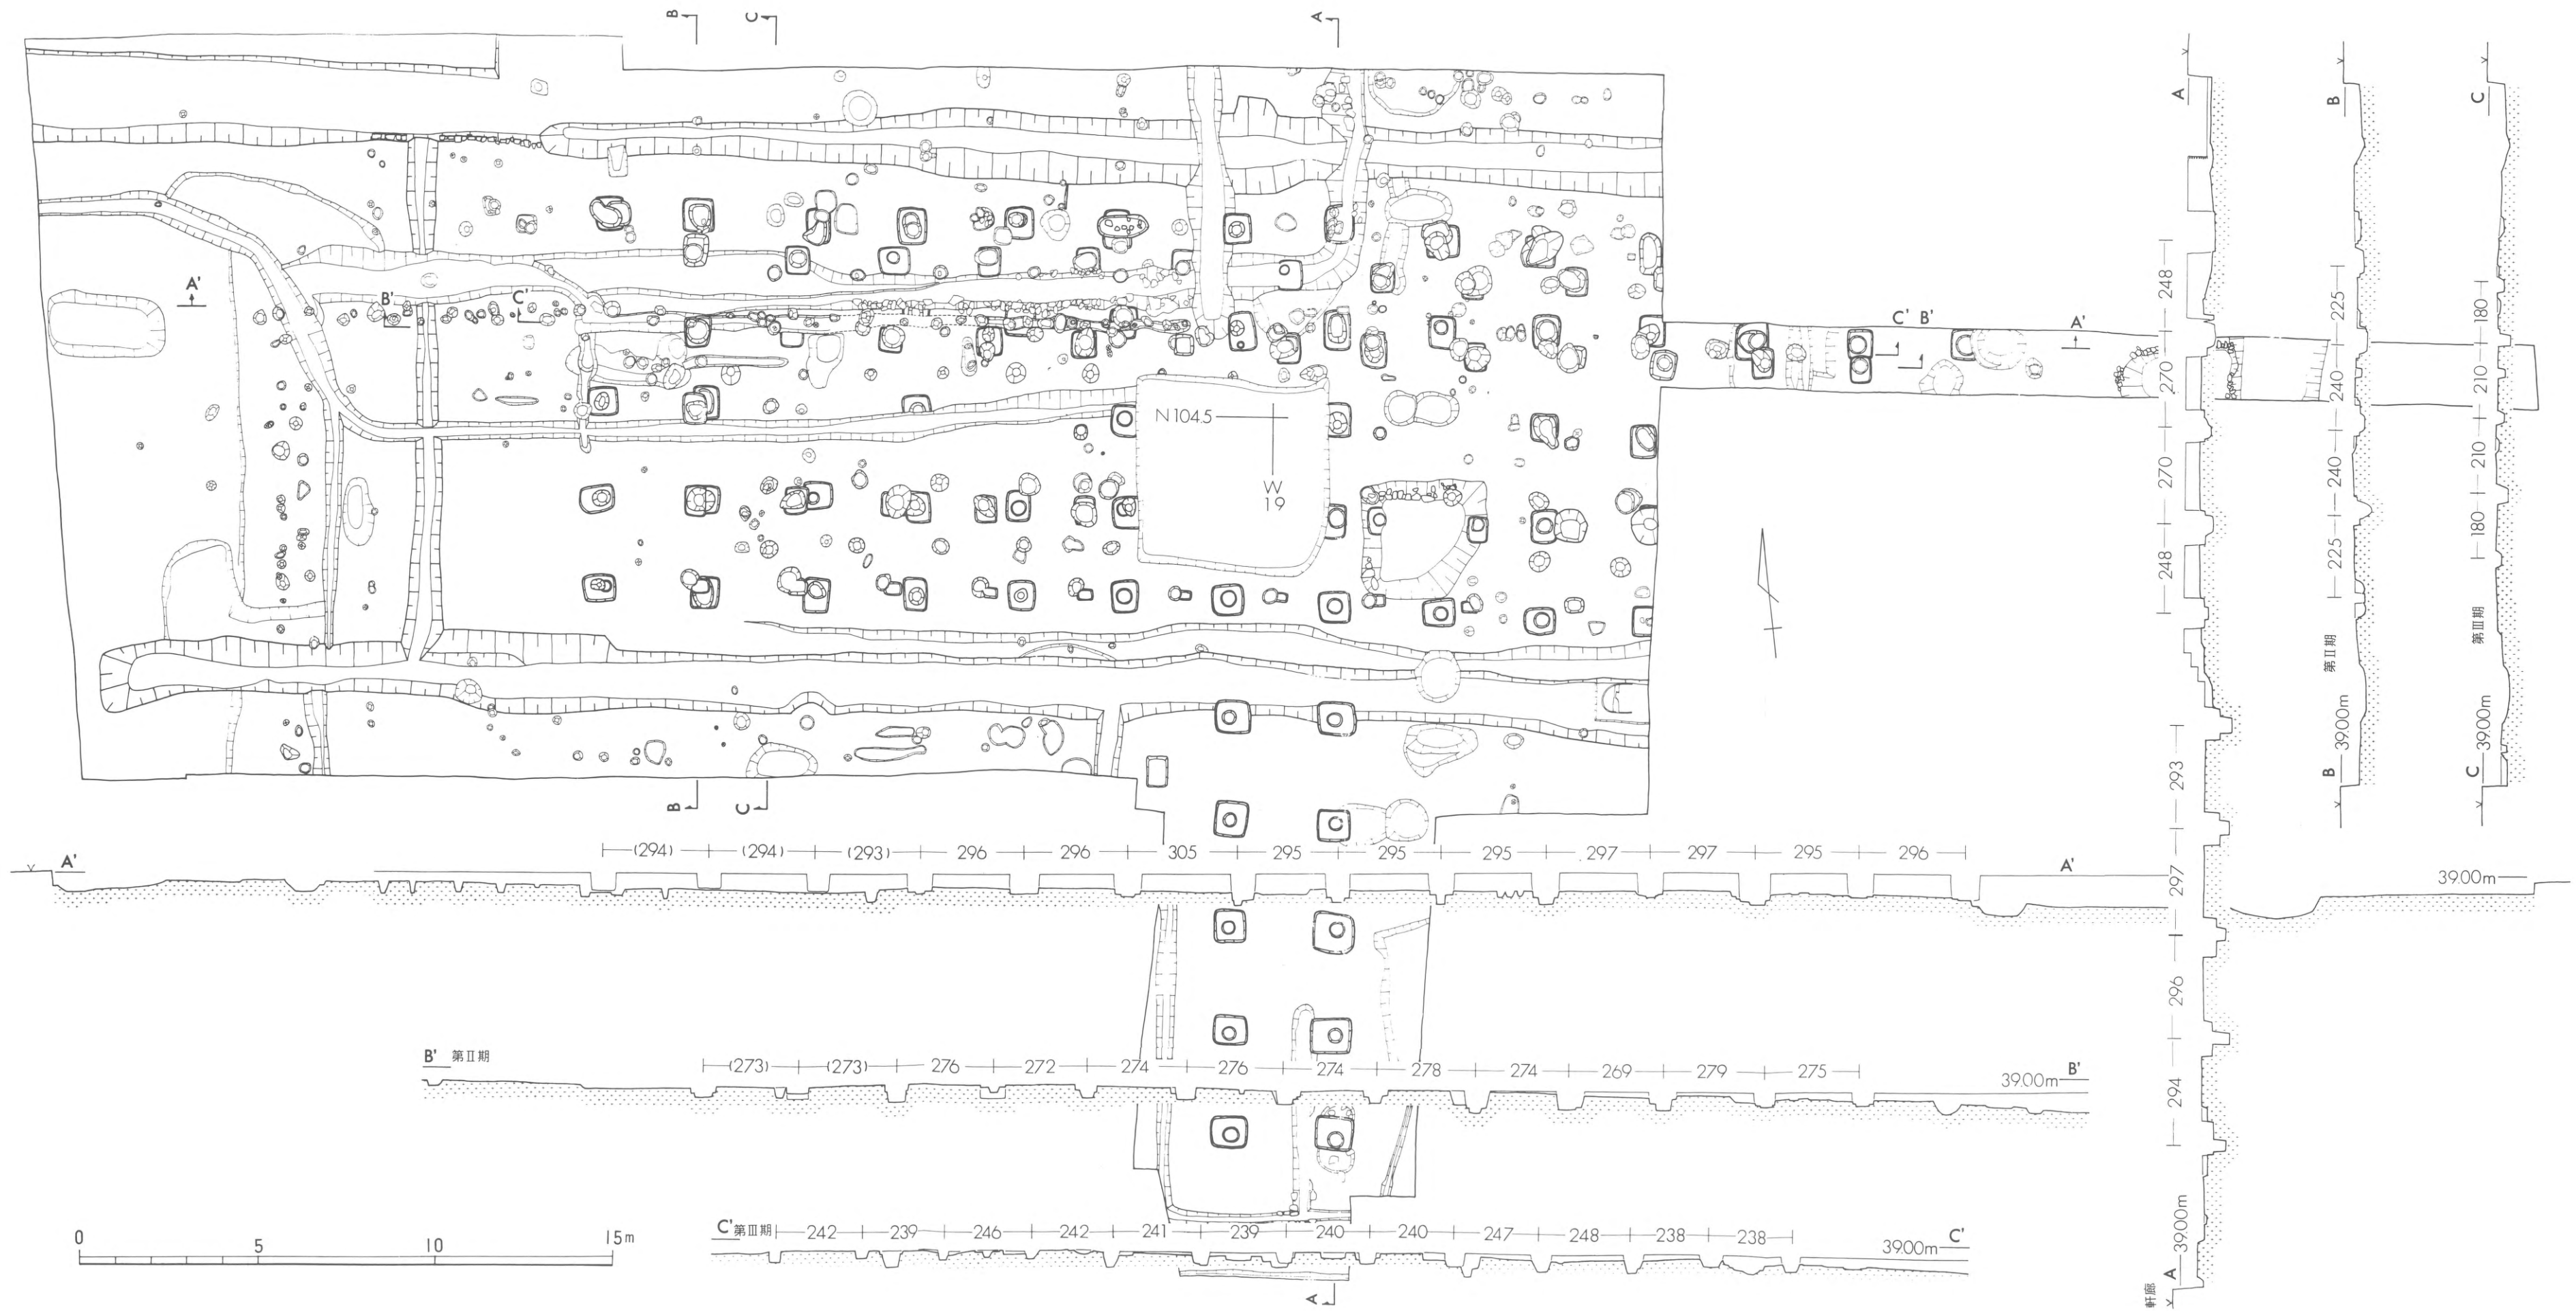 B C A
A B C
A' B' C' C' B' A'
N 104.5
W
19
B C
(294) (294) (293) 296 296 305 295 295 295 297 297 295 296
A' A' 39.00m
B' 第Ⅱ期 (273) (273) 276 272 274 276 274 278 274 269 279 275 39.00m B'
C' 第Ⅲ期 242 239 246 242 241 239 240 240 247 248 238 238 39.00m C'
A
0 5 10 15m
248 270 270 248 293 297 296 294
A 39.00m
軒廊
225 240 240 225
第Ⅱ期
B 39.00m
180 210 210 180
第Ⅲ期
C 39.00m